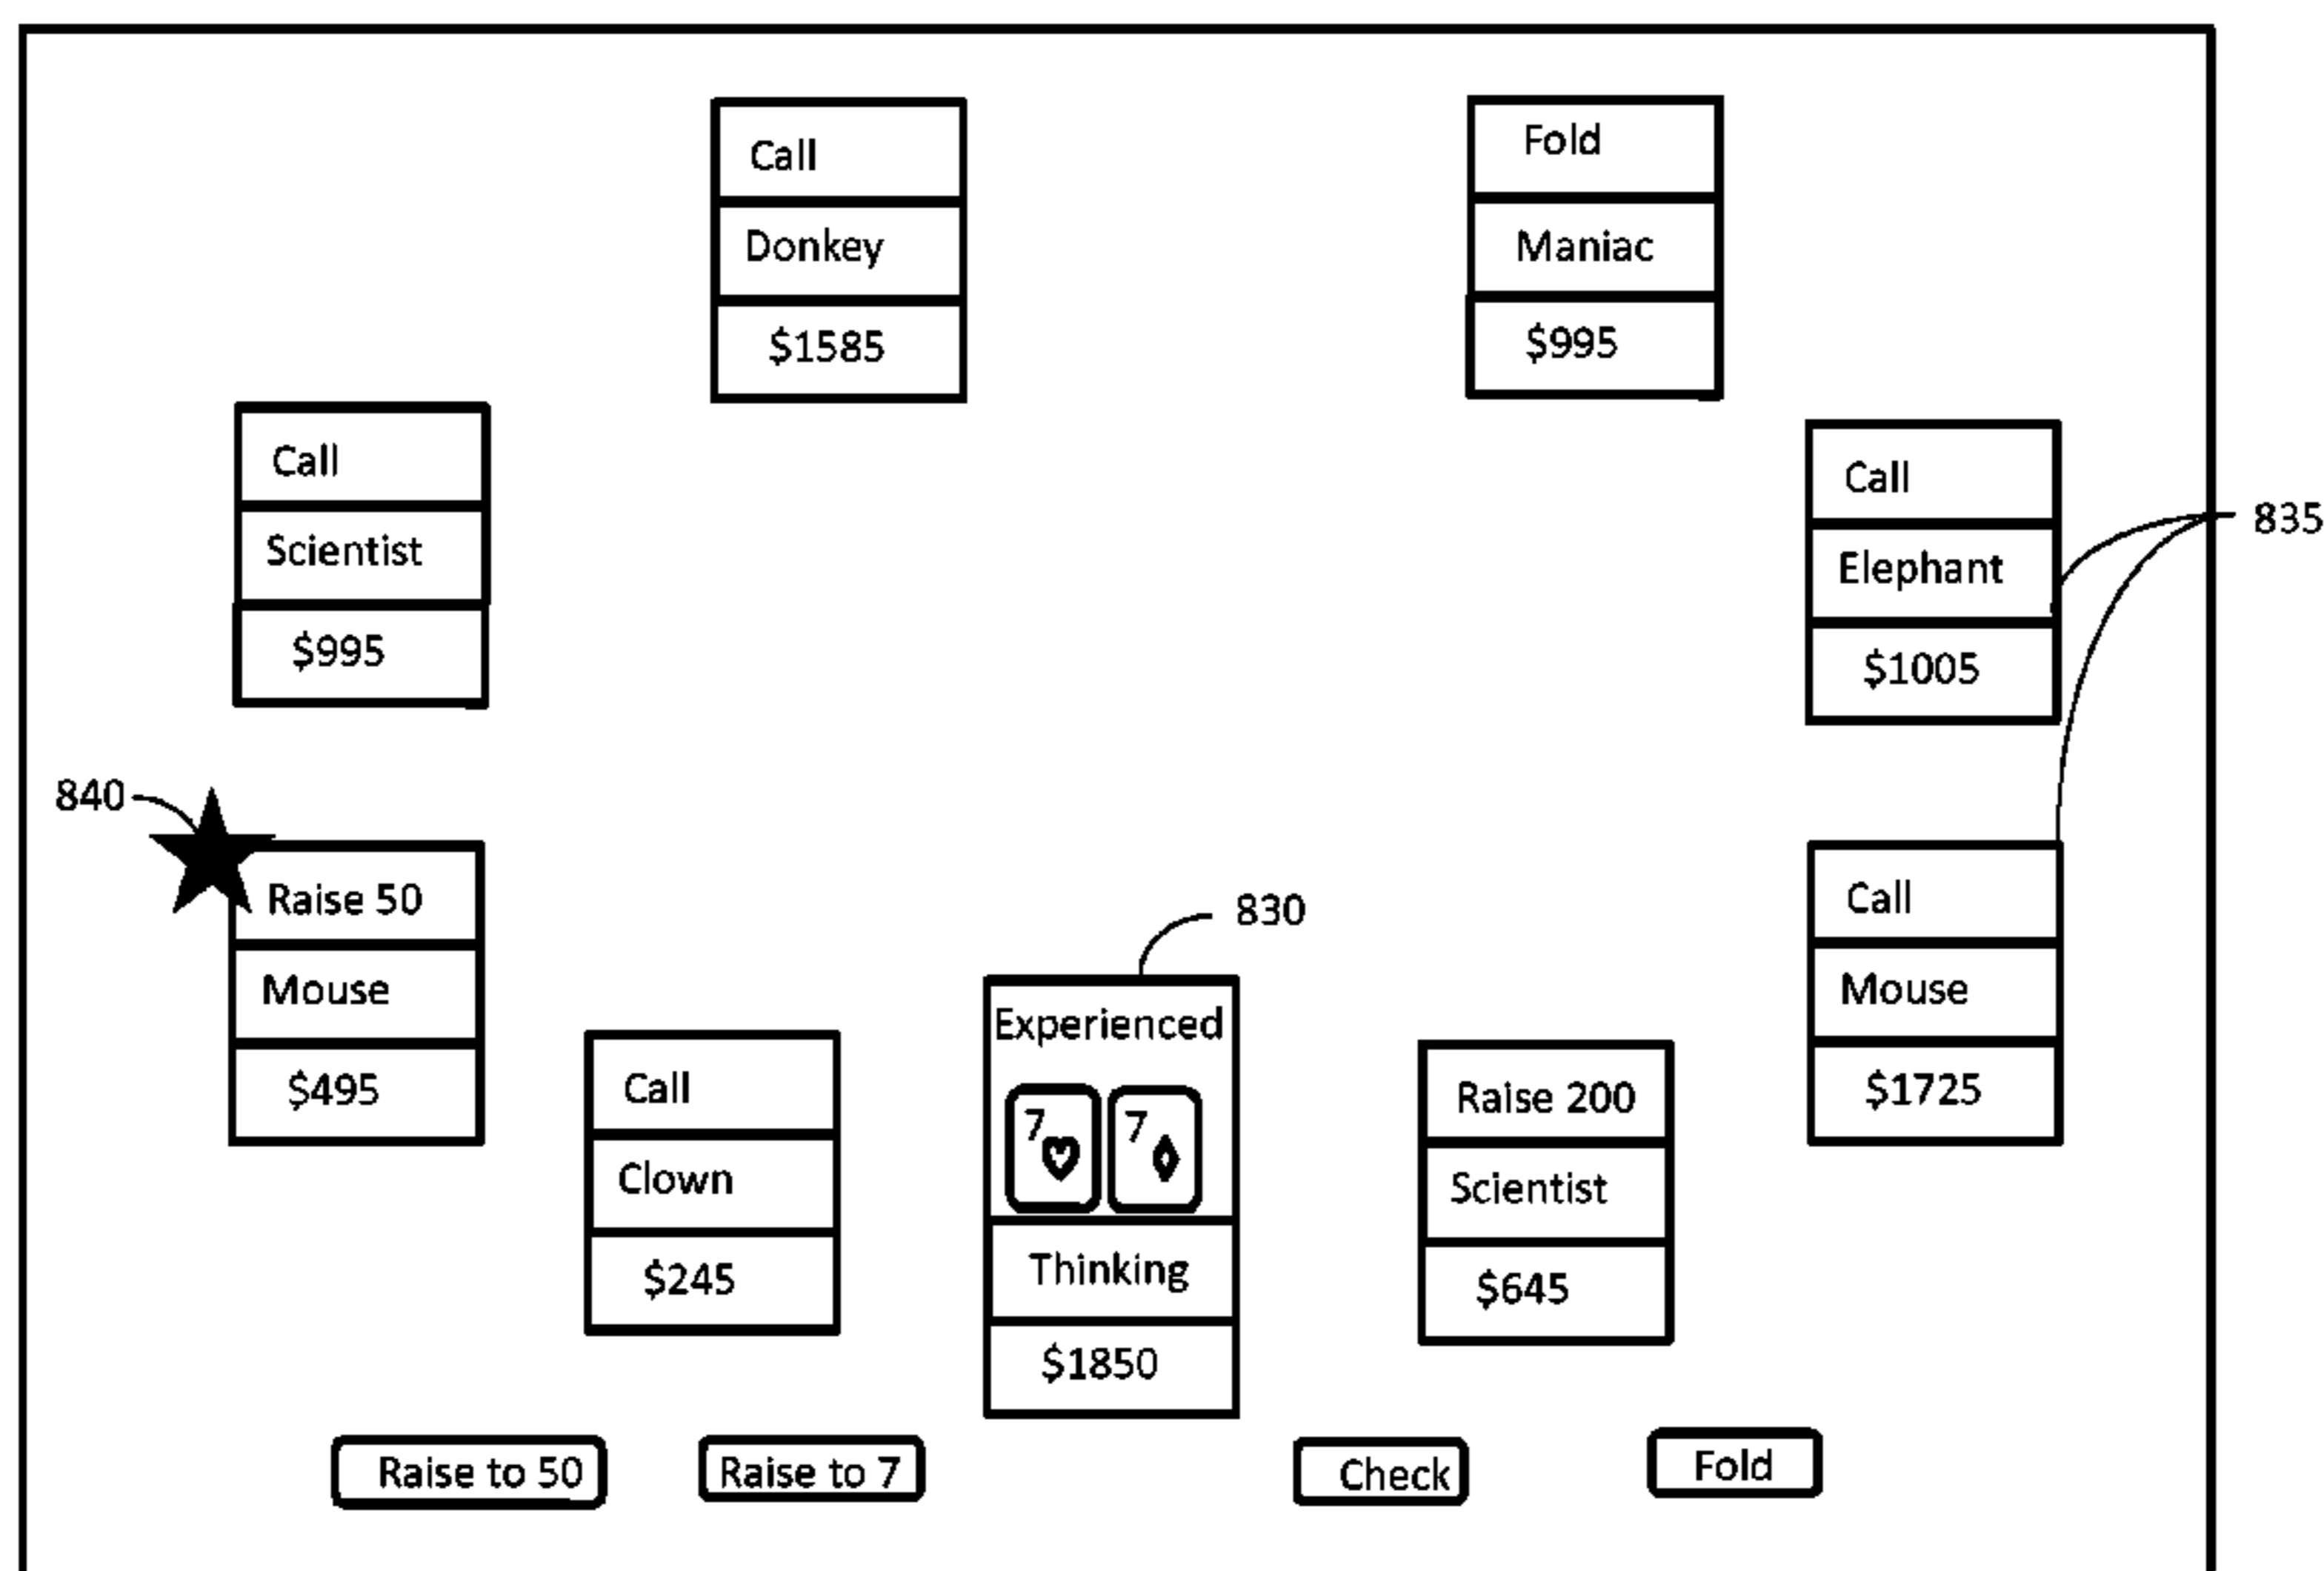 Call
Donkey
$1585
Fold
Maniac
$995
Call
Scientist
$995
Call
Elephant
$1005
835
840
Raise 50
Mouse
$495
Call
Clown
$245
830
Experienced
7 7
Thinking
$1850
Raise 200
Scientist
$645
Call
Mouse
$1725
Raise to 50
Raise to 7
Check
Fold